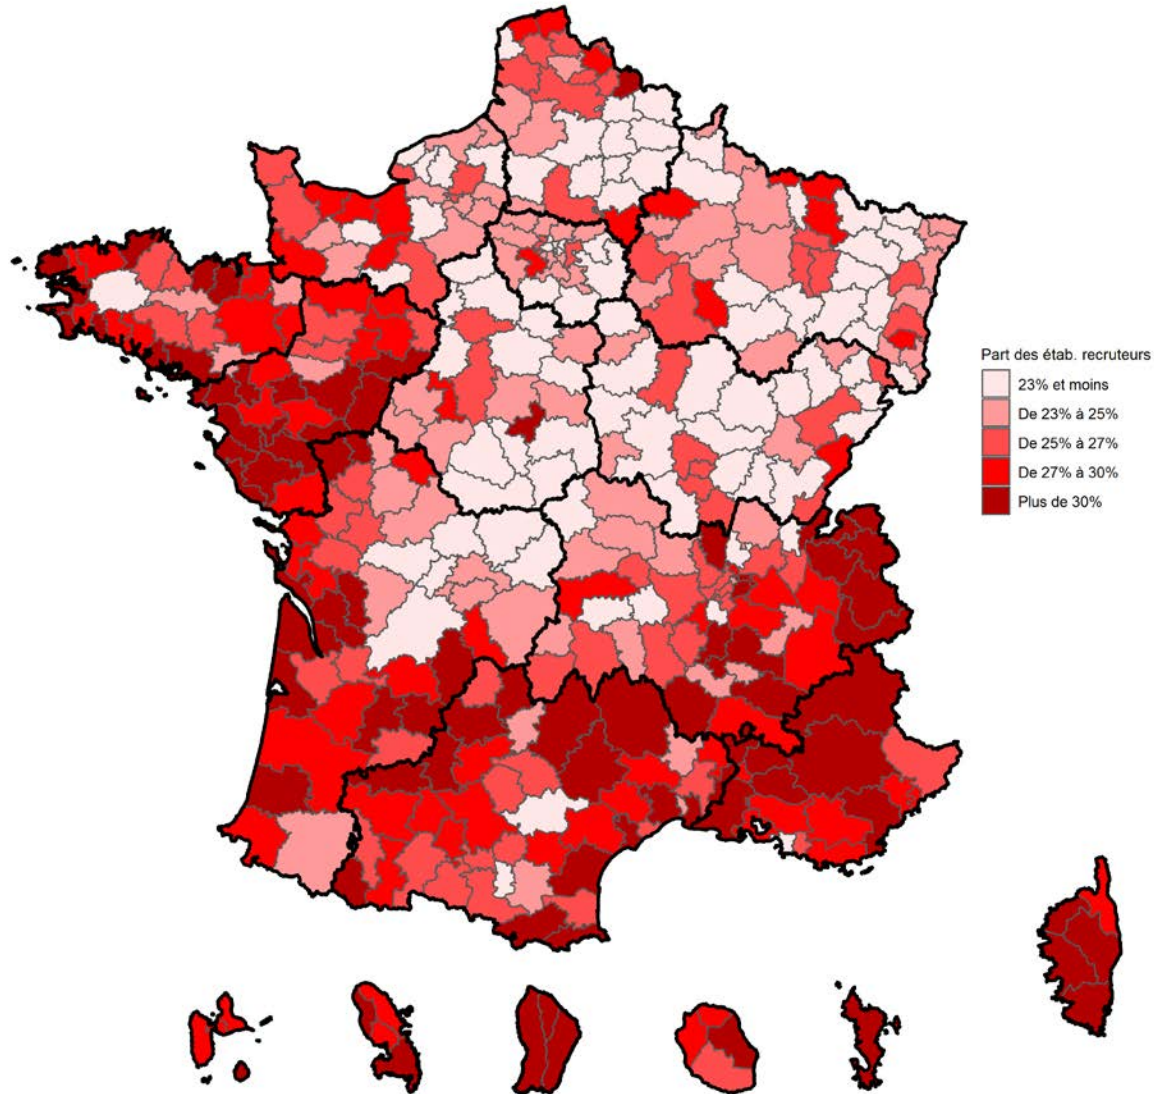 Part des étab. recruteurs
23% et moins
De 23% à 25%
De 25% à 27%
De 27% à 30%
Plus de 30%